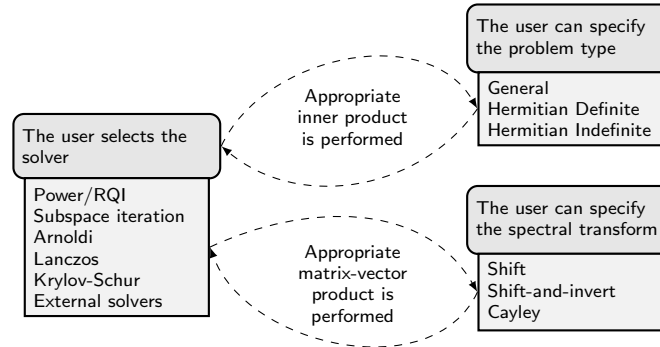 The user can specify
the problem type
General
Hermitian Definite
Hermitian Indefinite
Appropriate
inner product
is performed
The user selects the
solver
Power/RQI
Subspace iteration
Arnoldi
Lanczos
Krylov-Schur
External solvers
The user can specify
the spectral transform
Shift
Shift-and-invert
Cayley
Appropriate
matrix-vector
product is
performed